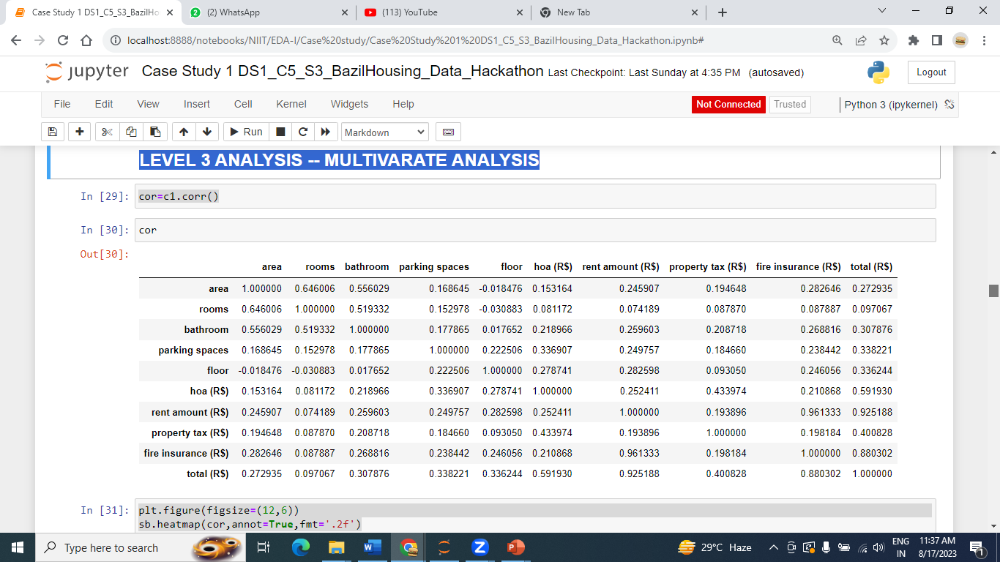 Case Study 1 DS1_C5_S3_BazilHo
(2) WhatsApp
(113) YouTube
New Tab
localhost:8888/notebooks/NIIT/EDA-I/Case%20study/Case%20Study%201%20DS1_C5_S3_BazilHousing_Data_Hackathon.ipynb#
jupyter Case Study 1 DS1_C5_S3_BazilHousing_Data_Hackathon Last Checkpoint: Last Sunday at 4:35 PM (autosaved)
Logout
File Edit View Insert Cell Kernel Widgets Help Not Connected Trusted Python 3 (ipykernel)
Run Markdown
LEVEL 3 ANALYSIS -- MULTIVARATE ANALYSIS
In [29]: cor=c1.corr()
In [30]: cor
Out[30]:
area rooms bathroom parking spaces floor hoa (R$) rent amount (R$) property tax (R$) fire insurance (R$) total (R$)
area 1.000000 0.646006 0.556029 0.168645 -0.018476 0.153164 0.245907 0.194648 0.282646 0.272935
rooms 0.646006 1.000000 0.519332 0.152978 -0.030883 0.081172 0.074189 0.087870 0.087887 0.097067
bathroom 0.556029 0.519332 1.000000 0.177865 0.017652 0.218966 0.259603 0.208718 0.268816 0.307876
parking spaces 0.168645 0.152978 0.177865 1.000000 0.222506 0.336907 0.249757 0.184660 0.238442 0.338221
floor -0.018476 -0.030883 0.017652 0.222506 1.000000 0.278741 0.282598 0.093050 0.246056 0.336244
hoa (R$) 0.153164 0.081172 0.218966 0.336907 0.278741 1.000000 0.252411 0.433974 0.210868 0.591930
rent amount (R$) 0.245907 0.074189 0.259603 0.249757 0.282598 0.252411 1.000000 0.193896 0.961333 0.925188
property tax (R$) 0.194648 0.087870 0.208718 0.184660 0.093050 0.433974 0.193896 1.000000 0.198184 0.400828
fire insurance (R$) 0.282646 0.087887 0.268816 0.238442 0.246056 0.210868 0.961333 0.198184 1.000000 0.880302
total (R$) 0.272935 0.097067 0.307876 0.338221 0.336244 0.591930 0.925188 0.400828 0.880302 1.000000
In [31]: plt.figure(figsize=(12,6))
sb.heatmap(cor,annot=True,fmt='.2f')
Type here to search
29°C Haze
ENG
IN
11:37 AM
8/17/2023
1